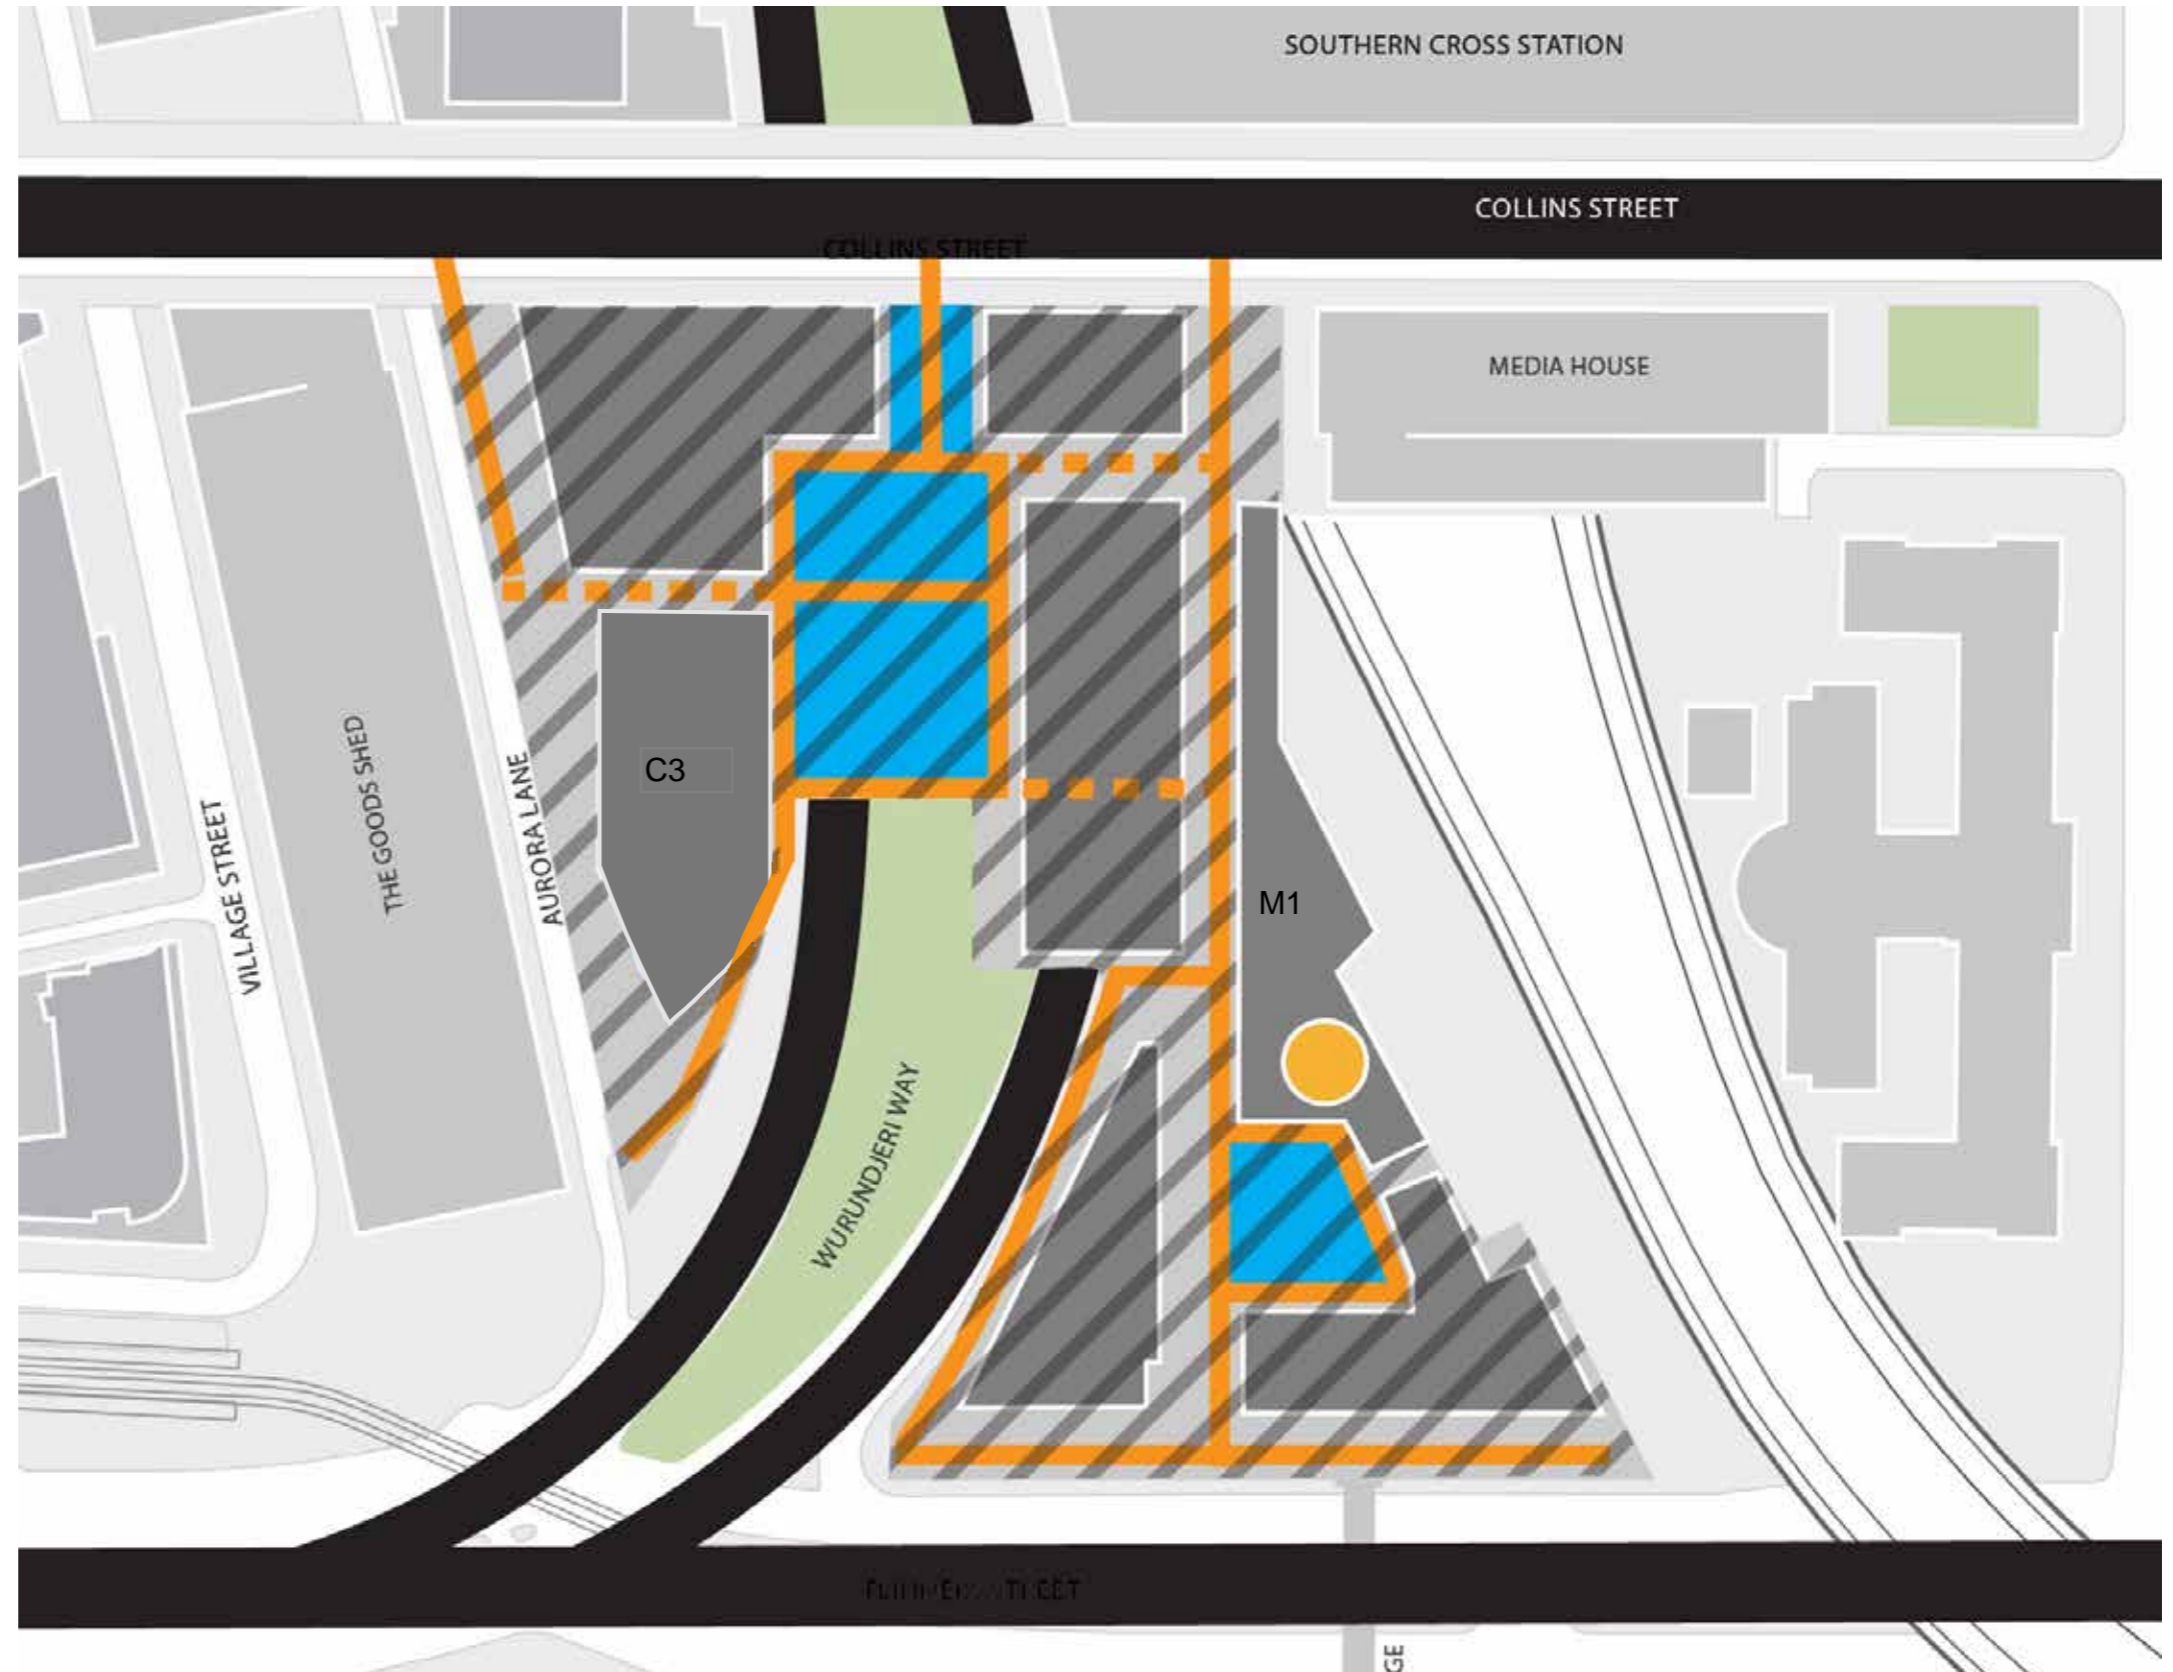 SOUTHERN CROSS STATION
COLLINS STREET
COLLINS STREET
MEDIA HOUSE
THE GOODS SHED
C3
AURORA LANE
VILLAGE STREET
M1
WURUNDJERI WAY
GE